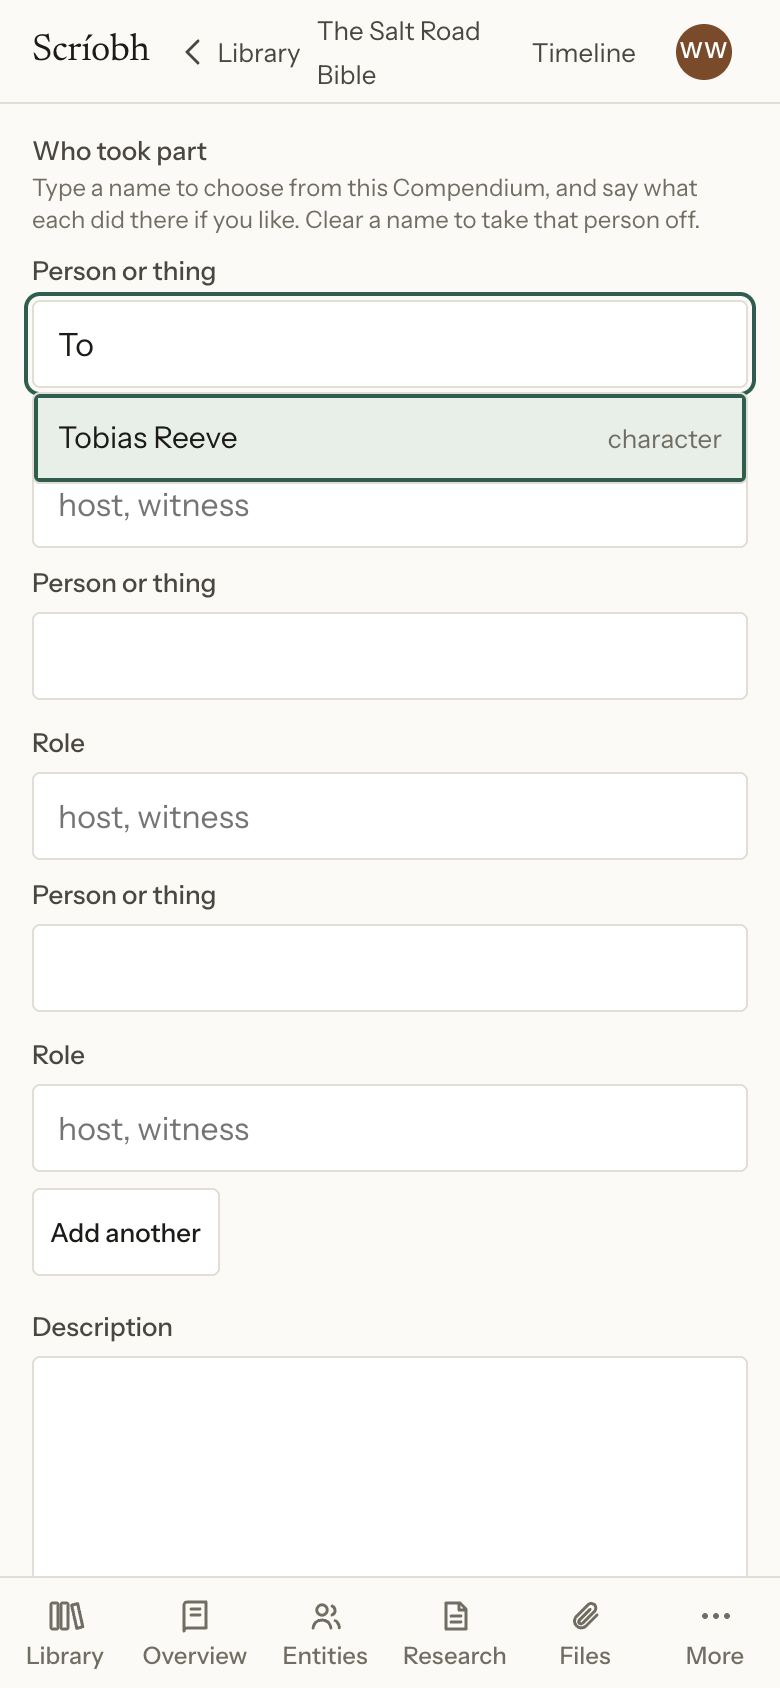 Scríobh
Library
The Salt Road
Bible
Timeline
WW
Who took part
Type a name to choose from this Compendium, and say what
each did there if you like. Clear a name to take that person off.
Person or thing
To
Tobias Reeve character
host, witness
Person or thing
Role
host, witness
Person or thing
Role
host, witness
Add another
Description
Library Overview Entities Research Files More